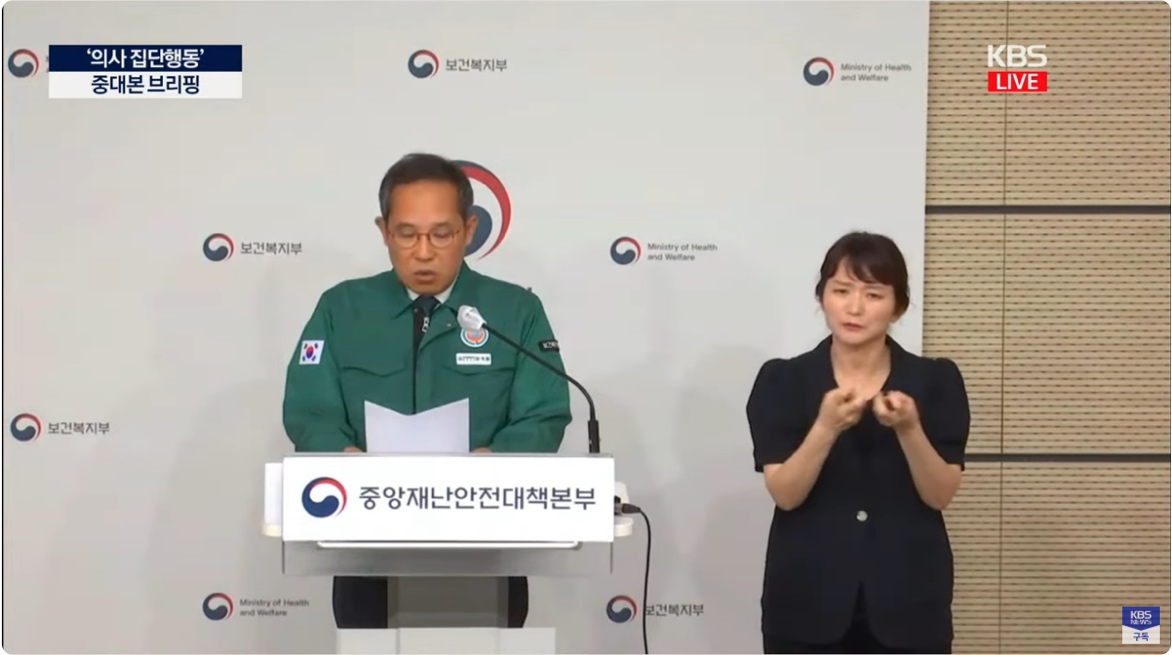 ‘의사 집단행동’
중대본 브리핑
보건복지부
Ministry of Health
and Welfare
KBS
LIVE
보건복지부
Ministry of Health
and Welfare
보건복지부
중앙재난안전대책본부
Ministry of Health
and Welfare
보건복지부
KBS
NEWS
구독